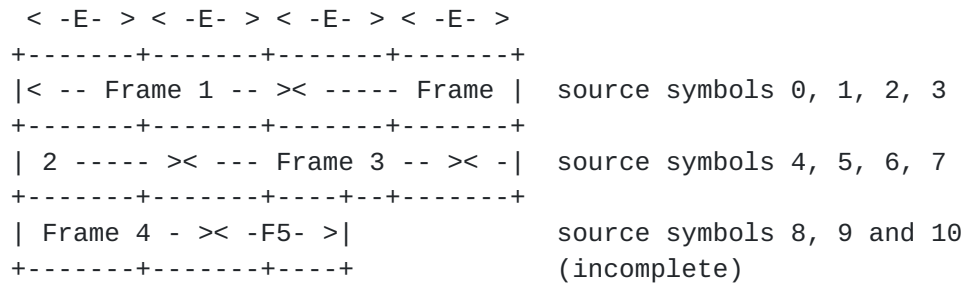 < -E- > < -E- > < -E- > < -E- >
+-------+-------+-------+-------+
|< -- Frame 1 -- >< ----- Frame |  source symbols 0, 1, 2, 3
+-------+-------+-------+-------+
| 2 ----- >< --- Frame 3 -- >< -|  source symbols 4, 5, 6, 7
+-------+-------+----+--+-------+
| Frame 4 - >< -F5- >|            source symbols 8, 9 and 10
+-------+-------+----+            (incomplete)